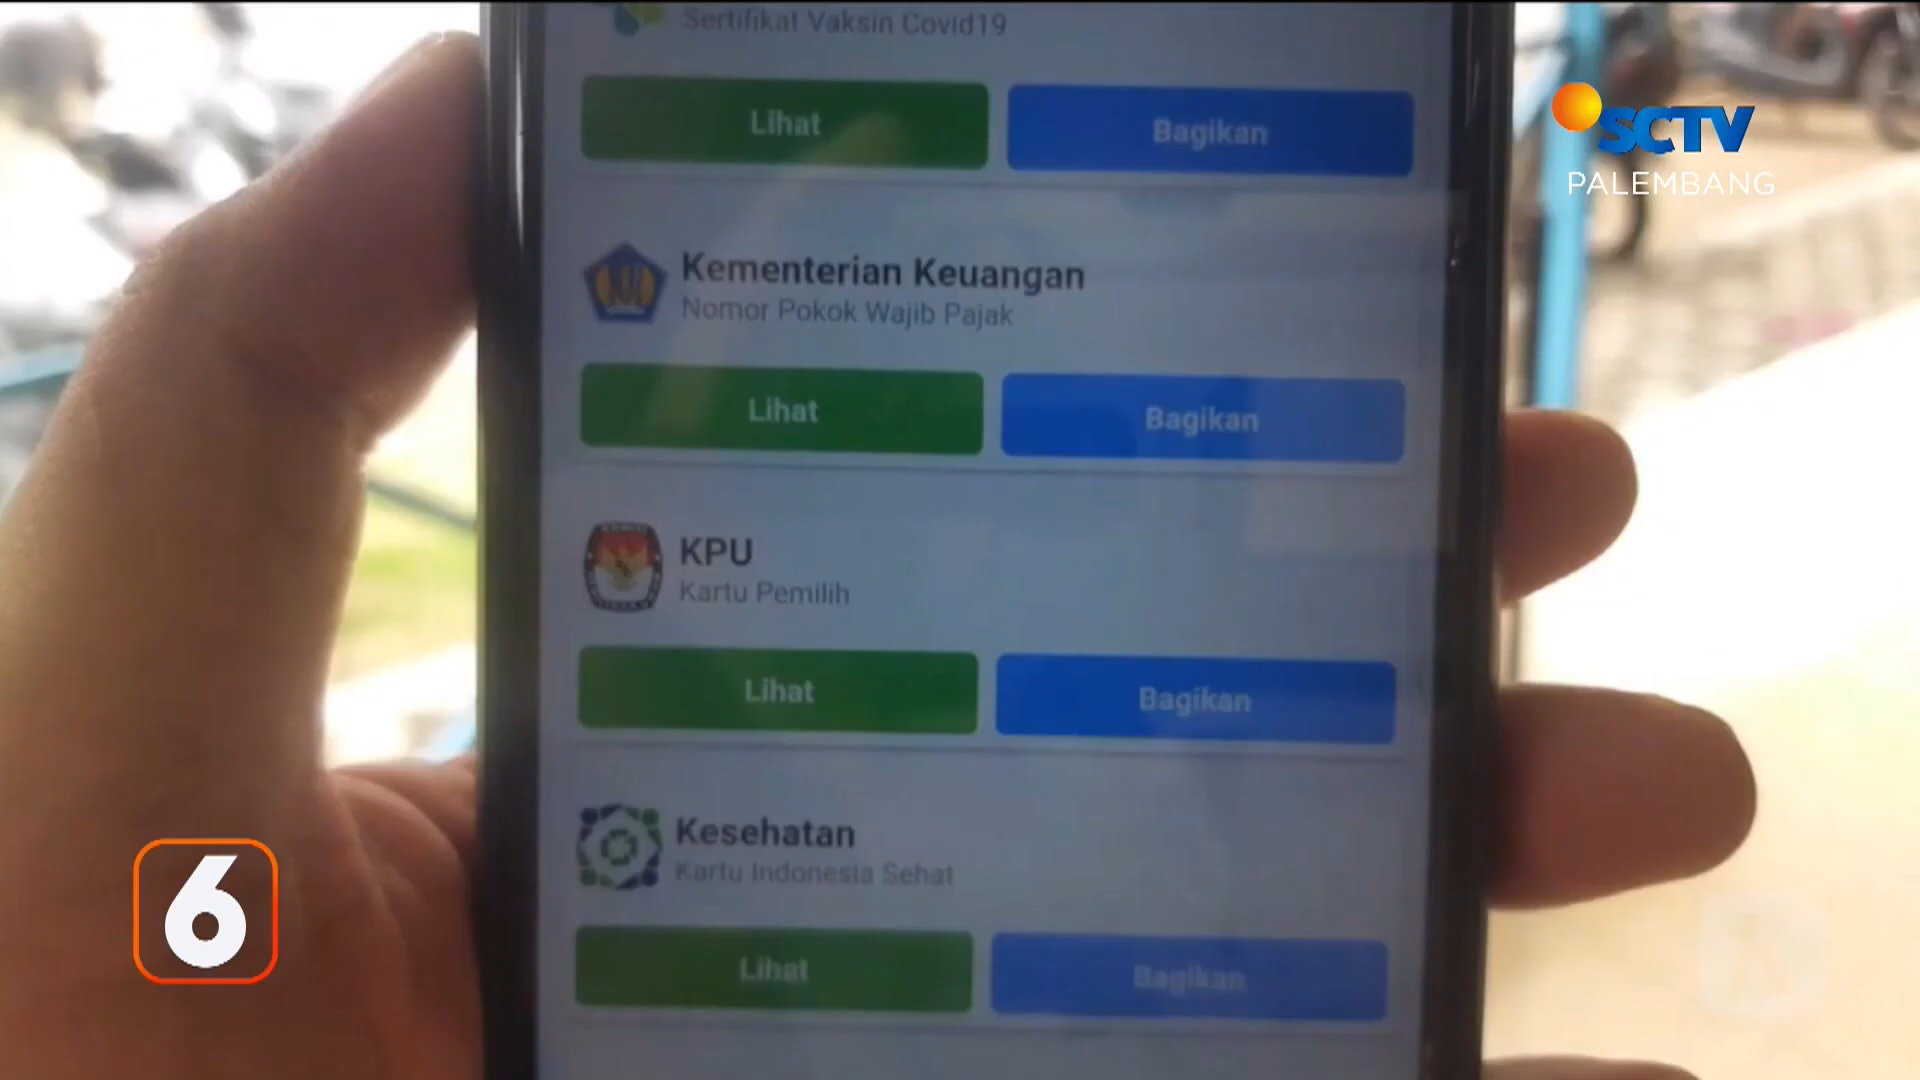 Sertifikat Vaksin Covid19
Lihat
Bagikan
SCTV
PALEMBANG
Kementerian Keuangan
Nomor Pokok Wajib Pajak
Lihat
Bagikan
KPU
Kartu Pemilih
Lihat
Bagikan
Kesehatan
Kartu Indonesia Sehat
Lihat
Bagikan
6